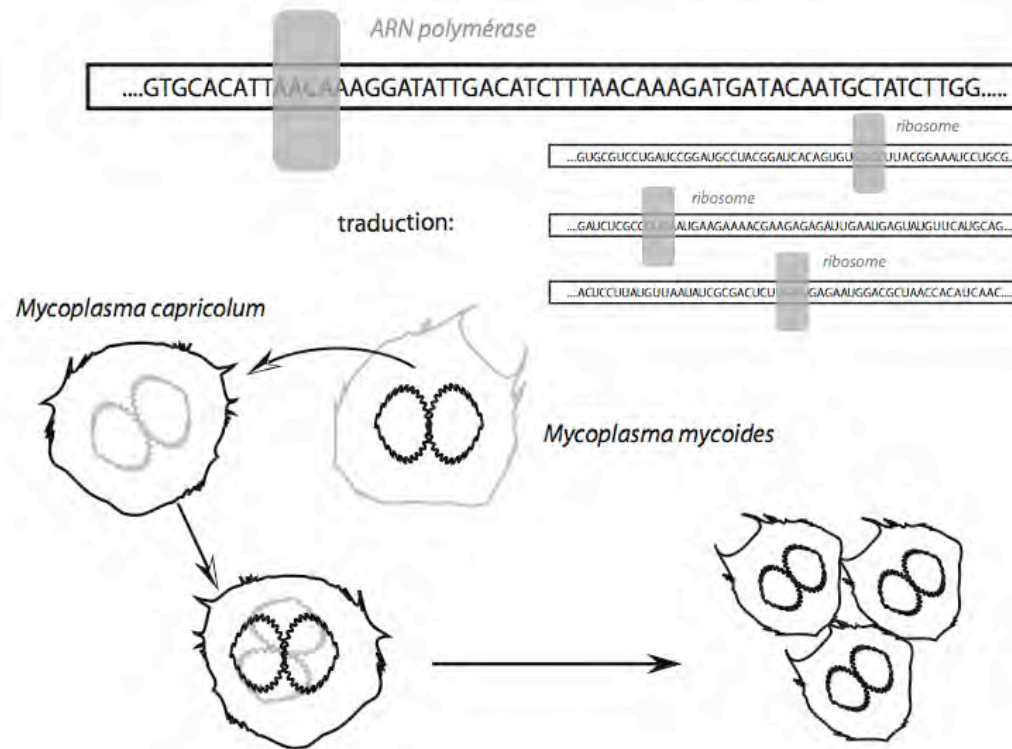 ARN polymérase
....GTGCACATTAACAAAGGATATTGACATCTTTAACAAAGATGATACAATGCTATCTTGG.....
ribosome
...GUGCGUCCUGAUCCGGAUGCCUACGGAUCACAGUGU UUACGGAAAUCCUGCG...
ribosome
traduction:
...GAUCUCGCC AUGAAGAAAACGAAGAGAGAUUGAAUGAGUAUGUUCAUGCAG...
ribosome
...ACUCCUUAUGUUAAUAUCGCGACUCU GAGAAUGGACGCUAACCACAUCAAC....
Mycoplasma capricolum
Mycoplasma mycoides